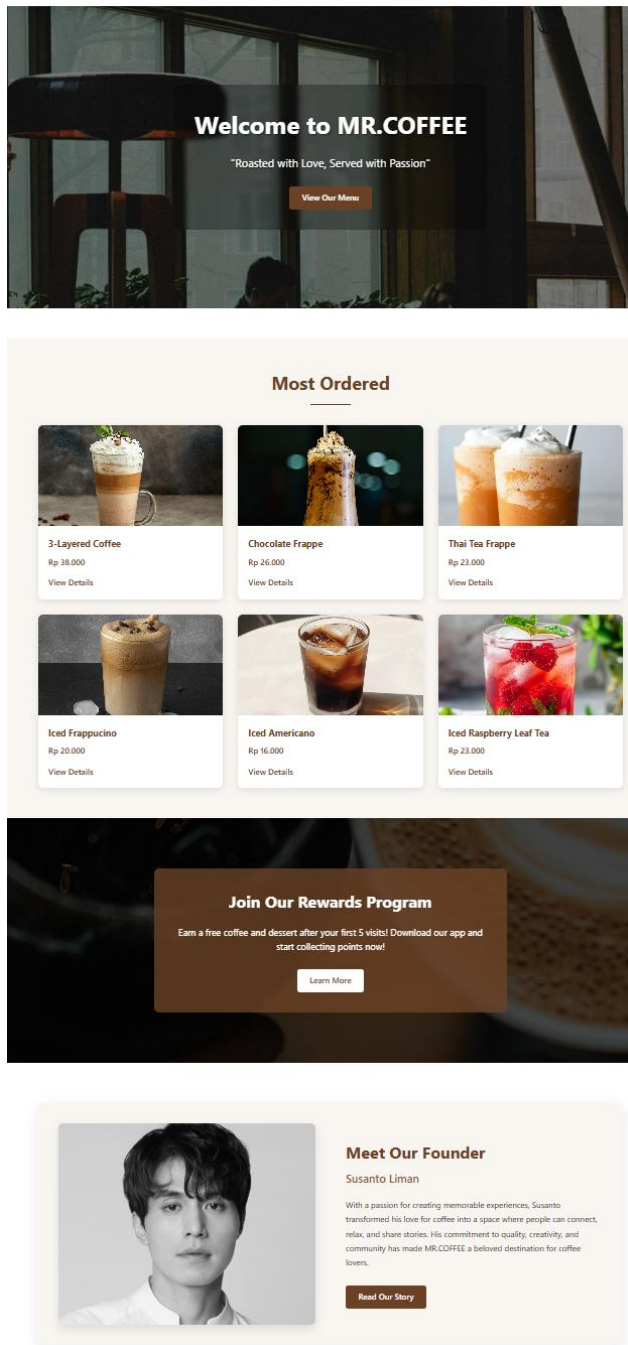 Welcome to MR.COFFEE
"Roasted with Love, Served with Passion"
View Our Menu
Most Ordered
3-Layered Coffee
Rp 38.000
View Details
Chocolate Frappe
Rp 26.000
View Details
Thai Tea Frappe
Rp 23.000
View Details
Iced Frappucino
Rp 20.000
View Details
Iced Americano
Rp 16.000
View Details
Iced Raspberry Leaf Tea
Rp 23.000
View Details
Join Our Rewards Program
Earn a free coffee and dessert after your first 5 visits! Download our app and
start collecting points now!
Learn More
Meet Our Founder
Susanto Liman
With a passion for creating memorable experiences, Susanto
transformed his love for coffee into a space where people can connect,
relax, and share stories. His commitment to quality, creativity, and
community has made MR.COFFEE a beloved destination for coffee
lovers.
Read Our Story